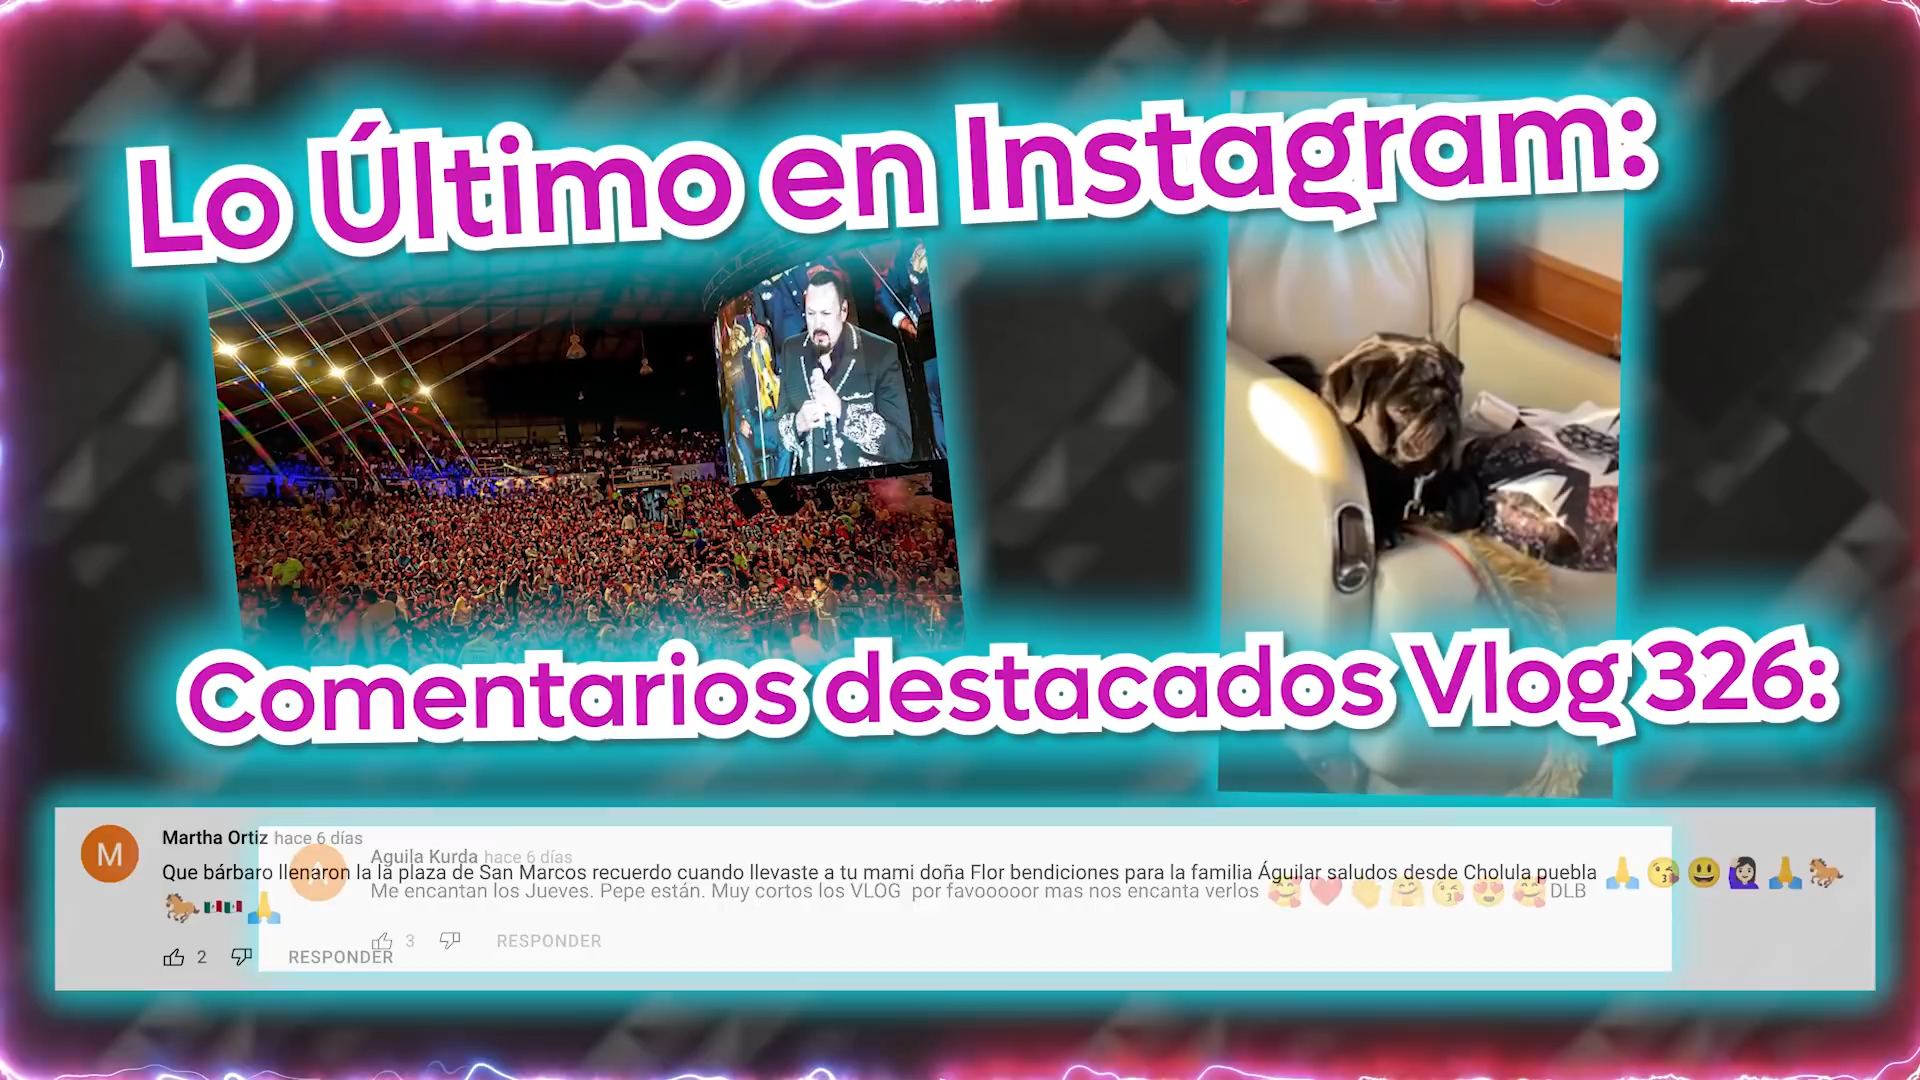 Lo Último en Instagram:
Comentarios destacados Vlog 326:
M
Martha Ortiz hace 6 días
Que bárbaro llenaron la la plaza de San Marcos recuerdo cuando llevaste a tu mami doña Flor bendiciones para la familia Águilar saludos desde Cholula puebla 🙏 😘 😃 🙋🏻‍♀️ 🙏 🐎
🐎 🇲🇽🇲🇽 🙏
2 RESPONDER
A
Aguila Kurda hace 6 días
Me encantan los Jueves. Pepe están. Muy cortos los VLOG por favooooor mas nos encanta verlos 🥰 ❤️ 👏 🤗 😘 😍 🥰 DLB
3 RESPONDER